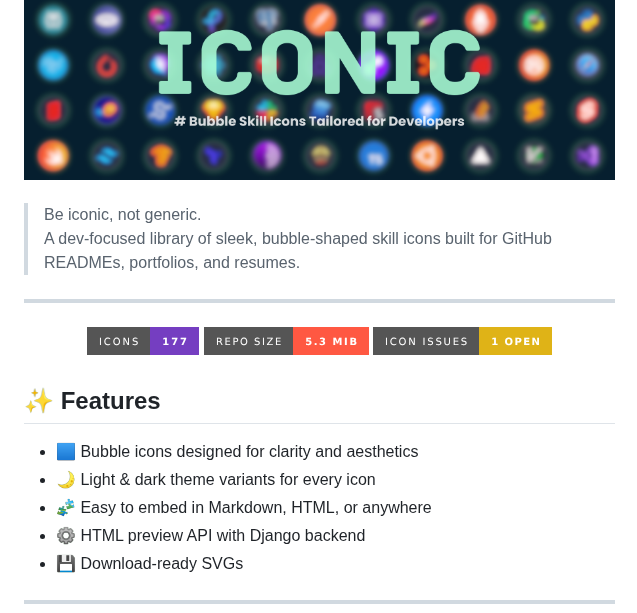 ICONIC
# Bubble Skill Icons Tailored for Developers
Be iconic, not generic.
A dev-focused library of sleek, bubble-shaped skill icons built for GitHub
READMEs, portfolios, and resumes.
ICONS 177 REPO SIZE 5.3 MIB ICON ISSUES 1 OPEN
✨ Features
• 🟦 Bubble icons designed for clarity and aesthetics
• 🌙 Light & dark theme variants for every icon
• 🧩 Easy to embed in Markdown, HTML, or anywhere
• ⚙️ HTML preview API with Django backend
• 💾 Download-ready SVGs